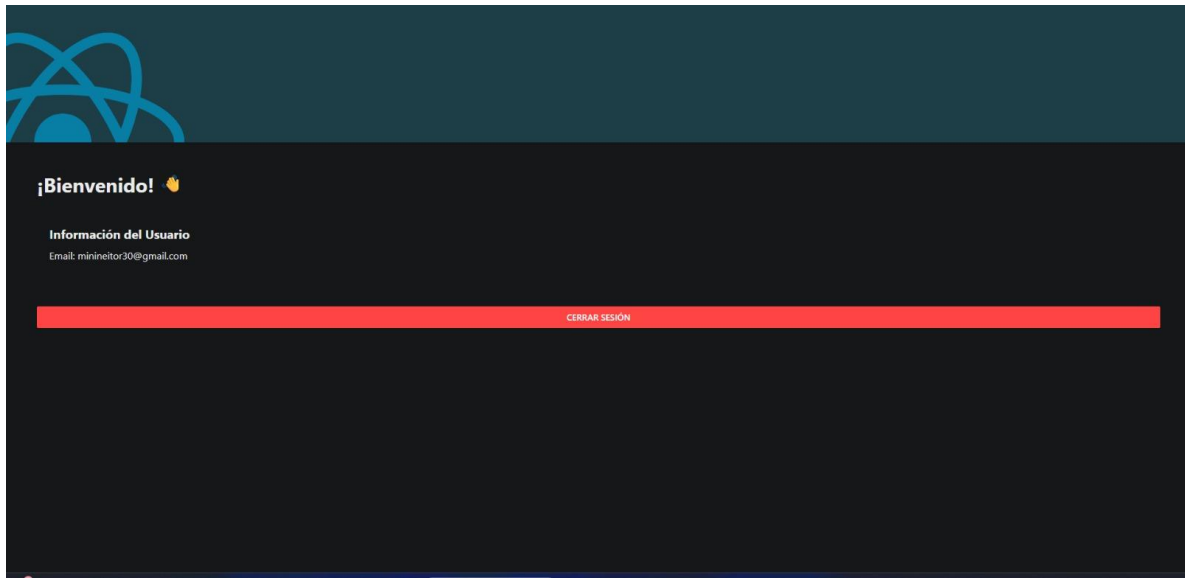 ¡Bienvenido! 👋
Información del Usuario
Email: minineitor30@gmail.com
CERRAR SESIÓN